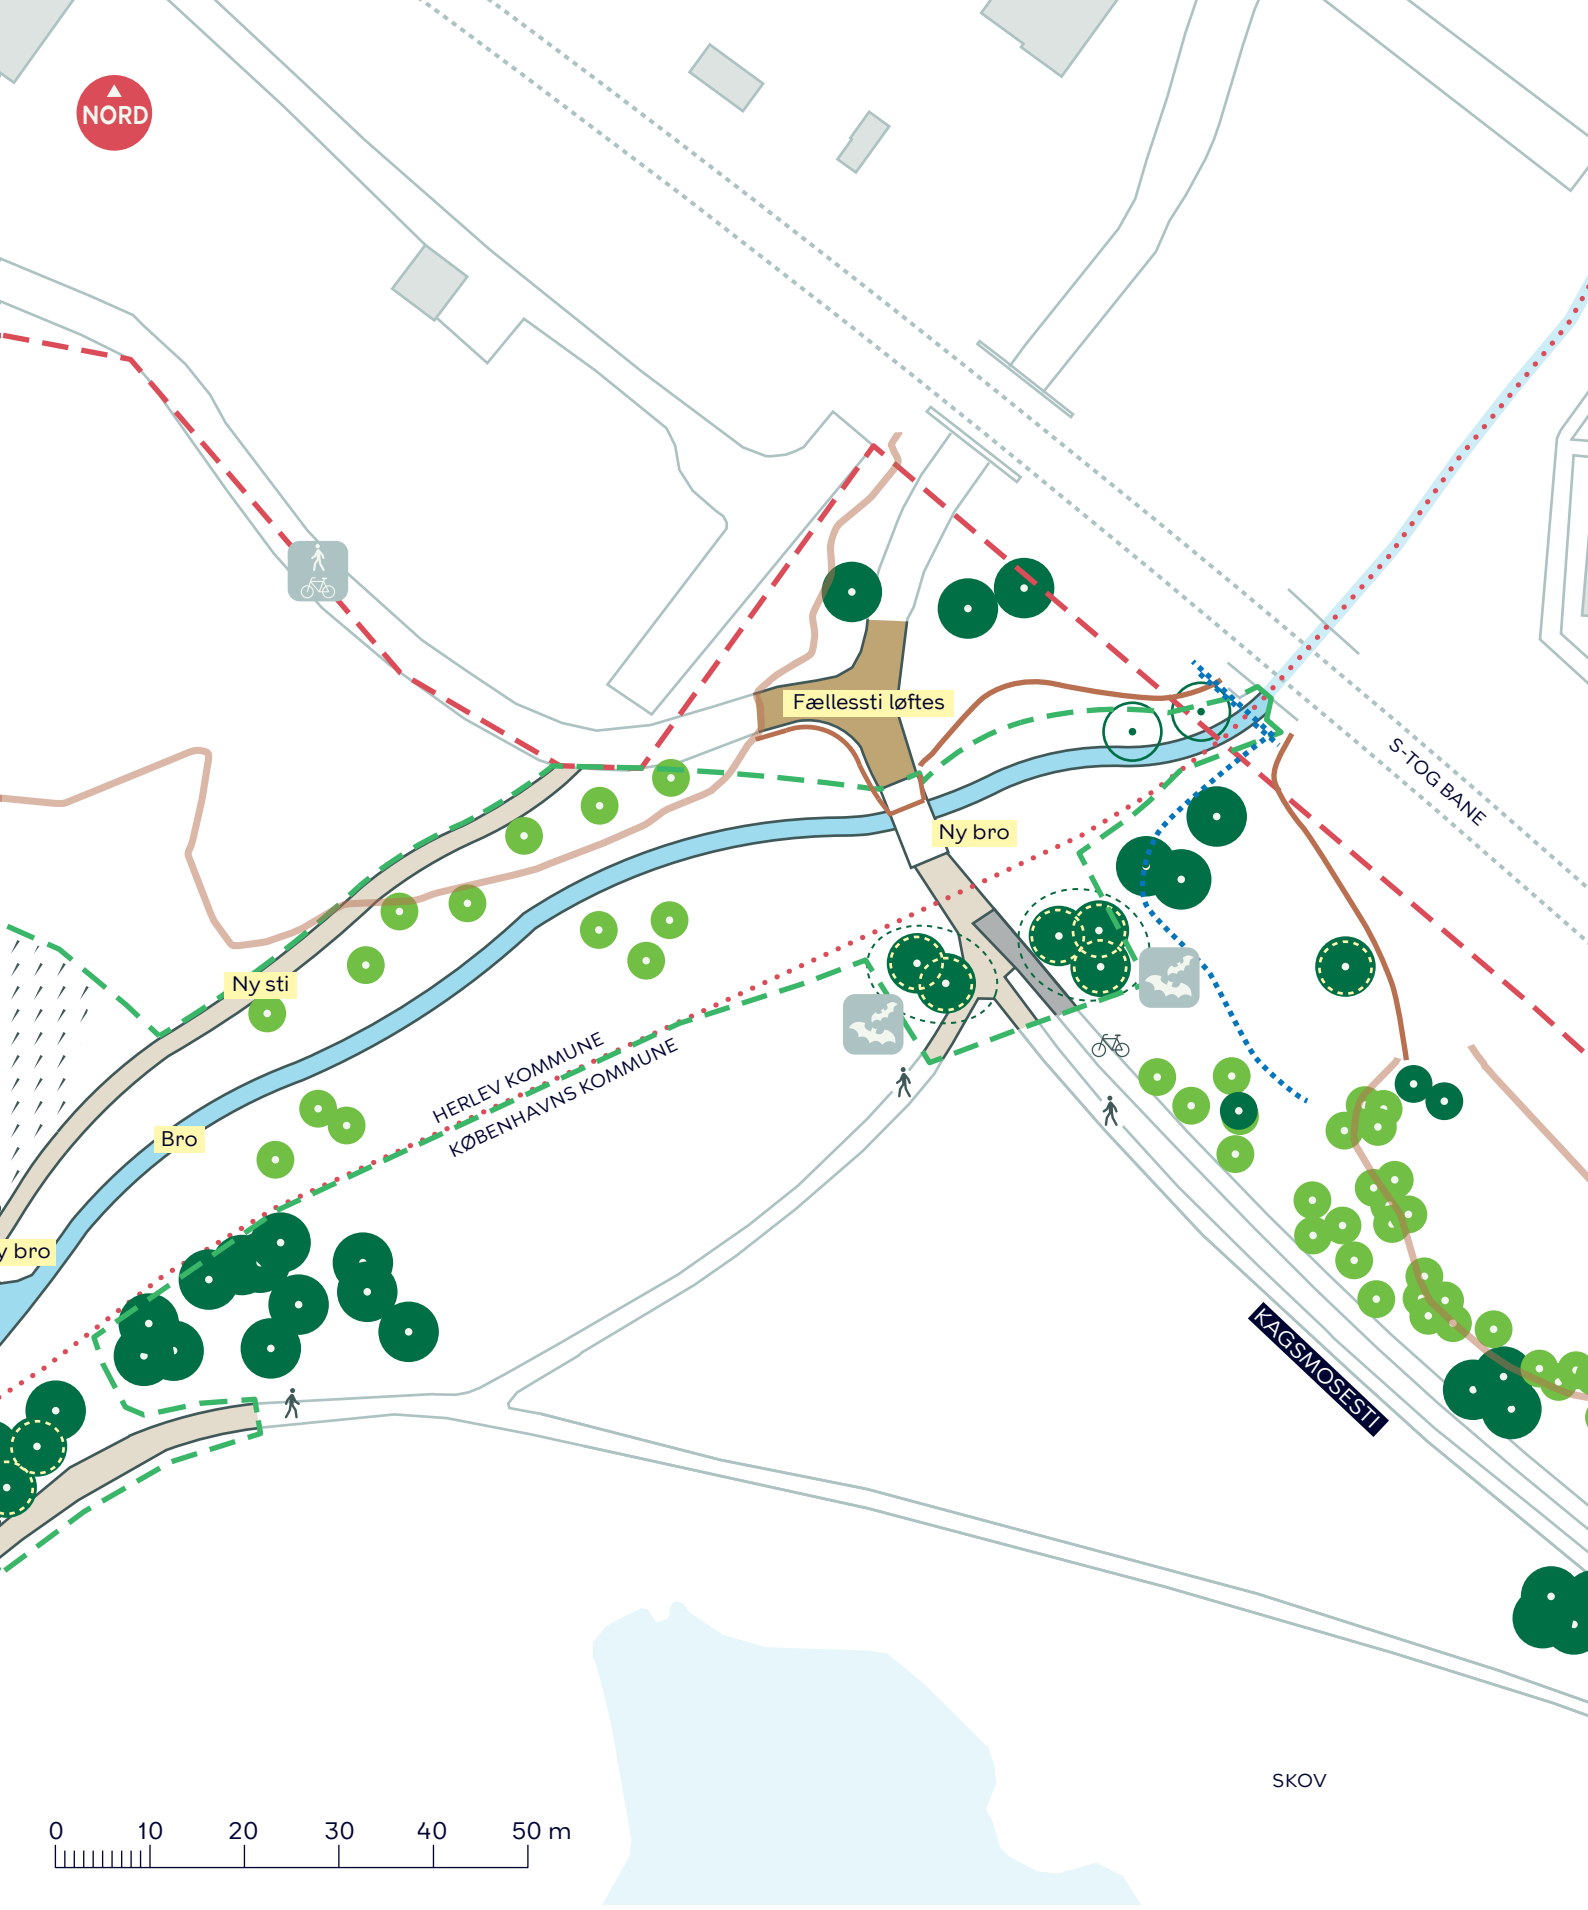 NORD
Fællessti løftes
S-TOG BANE
Ny bro
Ny sti
HERLEV KOMMUNE
KØBENHAVNS KOMMUNE
Bro
y bro
KAGSMOSESTI
SKOV
0 10 20 30 40 50 m